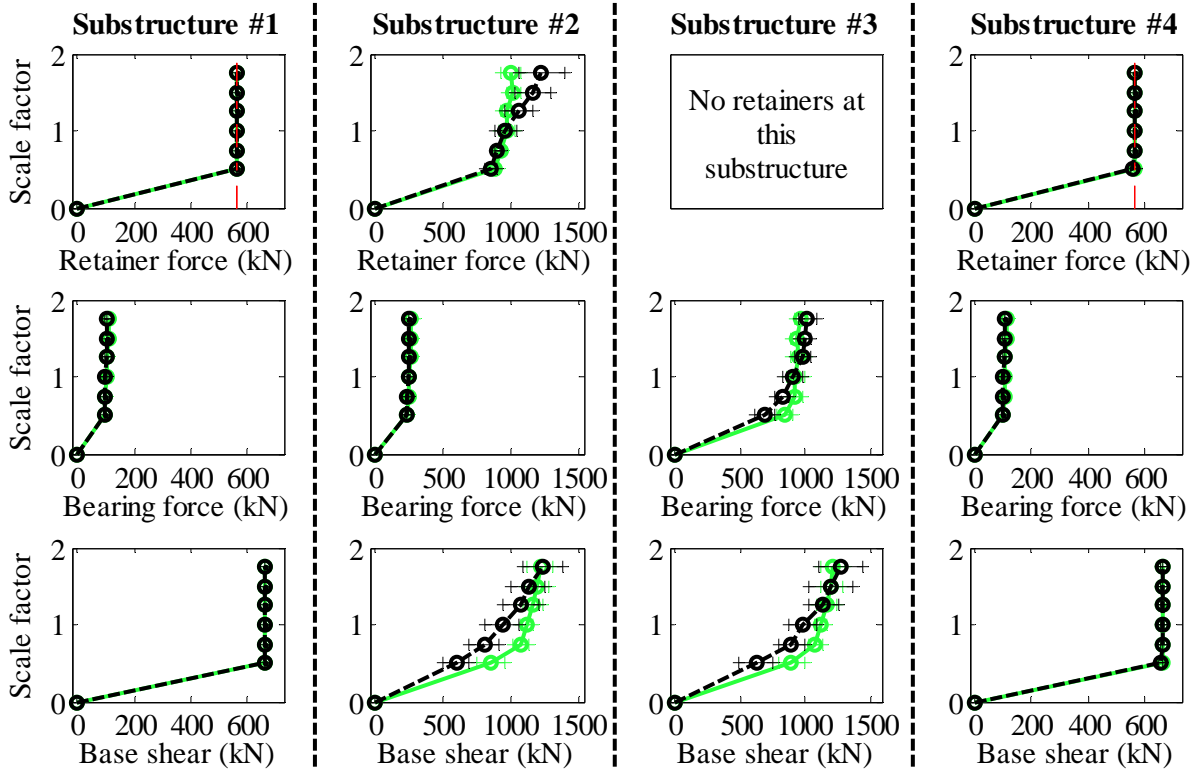 Substructure #1
Substructure #2
Substructure #3
Substructure #4
Scale factor
2
1
0
0 200 400 600
Retainer force (kN)
2
1
0
0 500 1000 1500
Retainer force (kN)
No retainers at
this
substructure
2
1
0
0 200 400 600
Retainer force (kN)
Scale factor
2
1
0
0 200 400 600
Bearing force (kN)
2
1
0
0 500 1000 1500
Bearing force (kN)
2
1
0
0 500 1000 1500
Bearing force (kN)
2
1
0
0 200 400 600
Bearing force (kN)
Scale factor
2
1
0
0 200 400 600
Base shear (kN)
2
1
0
0 500 1000 1500
Base shear (kN)
2
1
0
0 500 1000 1500
Base shear (kN)
2
1
0
0 200 400 600
Base shear (kN)